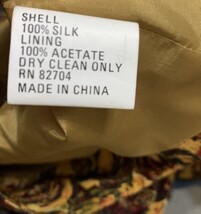 SHELL
100% SILK
LINING
100% ACETATE
DRY CLEAN ONLY
RN 82704
MADE IN CHINA